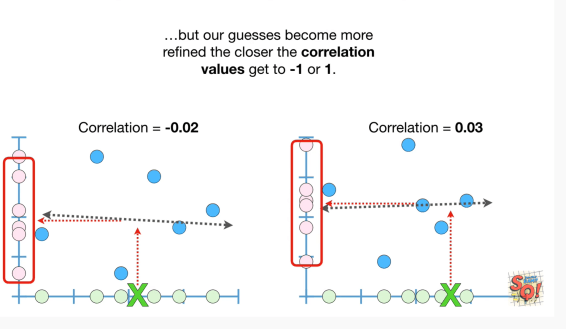 …but our guesses become more
refined the closer the correlation
values get to -1 or 1.
Correlation = -0.02
Correlation = 0.03
X
X